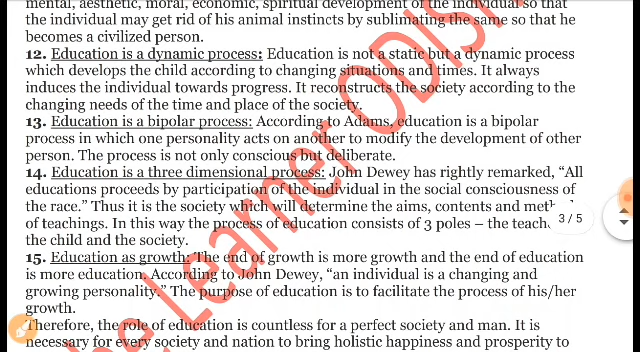 mental, aesthetic, moral, economic, spiritual development of the individual so that
the individual may get rid of his animal instincts by sublimating the same so that he
becomes a civilized person.
12. Education is a dynamic process: Education is not a static but a dynamic process
which develops the child according to changing situations and times. It always
induces the individual towards progress. It reconstructs the society according to the
changing needs of the time and place of the society.
13. Education is a bipolar process: According to Adams, education is a bipolar
process in which one personality acts on another to modify the development of other
person. The process is not only conscious but deliberate.
14. Education is a three dimensional process: John Dewey has rightly remarked, “All
educations proceeds by participation of the individual in the social consciousness of
the race.” Thus it is the society which will determine the aims, contents and
of teachings. In this way the process of education consists of 3 poles – the
the child and the society.
15. Education as growth: The end of growth is more growth and the end of education
is more education. According to John Dewey, “an individual is a changing and
growing personality.” The purpose of education is to facilitate the process of his/her
growth.
Therefore, the role of education is countless for a perfect society and man. It is
necessary for every society and nation to bring holistic happiness and prosperity to
3 / 5
The Learner ODISHA